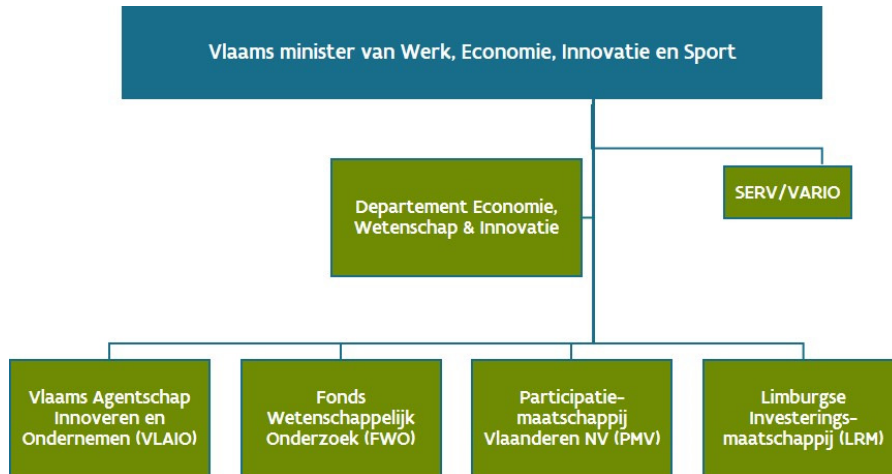 Vlaams minister van Werk, Economie, Innovatie en Sport
SERV/VARIO
Departement Economie,
Wetenschap & Innovatie
Vlaams Agentschap
Innoveren en
Ondernemen (VLAIO)
Fonds
Wetenschappelijk
Onderzoek (FWO)
Participatie-
maatschappij
Vlaanderen NV (PMV)
Limburgse
Investerings-
maatschappij (LRM)